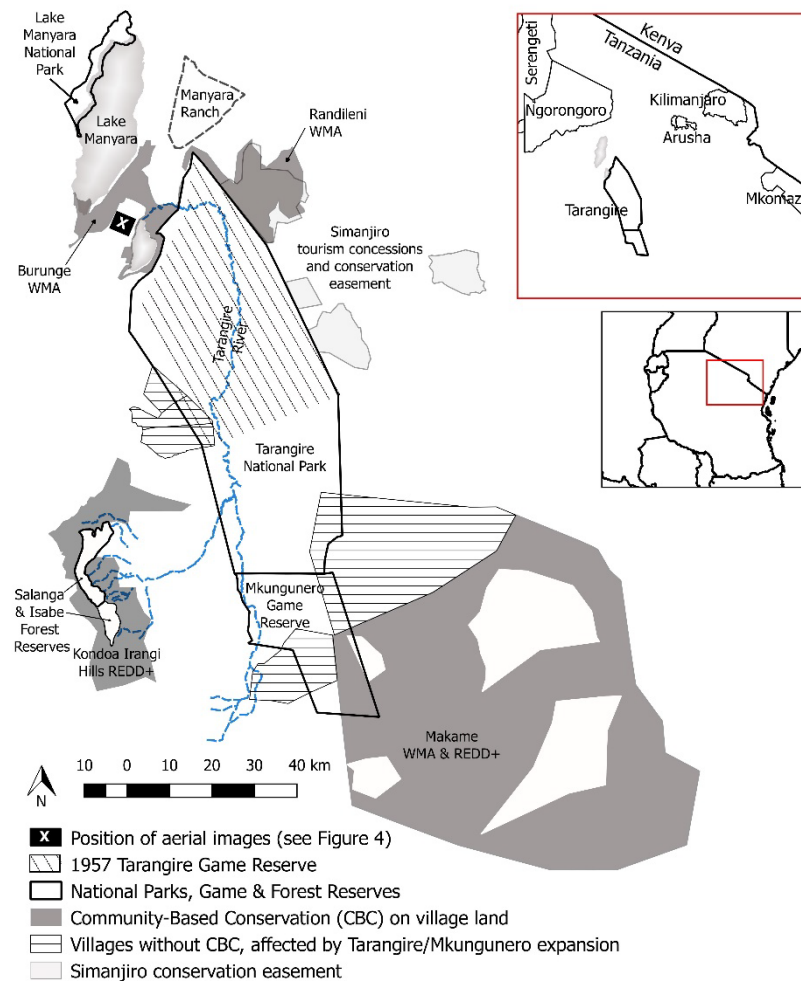 Lake
Manyara
National
Park
Lake
Manyara
Manyara
Ranch
Randileni
WMA
X
Burunge
WMA
Simanjiro
tourism concessions
and conservation
easement
Tarangire
River
Tarangire
National Park
Mkungunero
Game
Reserve
Salanga
& Isabe
Forest
Reserves
Kondoa Irangi
Hills REDD+
Makame
WMA & REDD+
Serengeti
Kenya
Tanzania
Ngorongoro
Kilimanjaro
Arusha
Mkomaz
Tarangire
10 0 10 20 30 40 km
N
X Position of aerial images (see Figure 4)
1957 Tarangire Game Reserve
National Parks, Game & Forest Reserves
Community-Based Conservation (CBC) on village land
Villages without CBC, affected by Tarangire/Mkungunero expansion
Simanjiro conservation easement